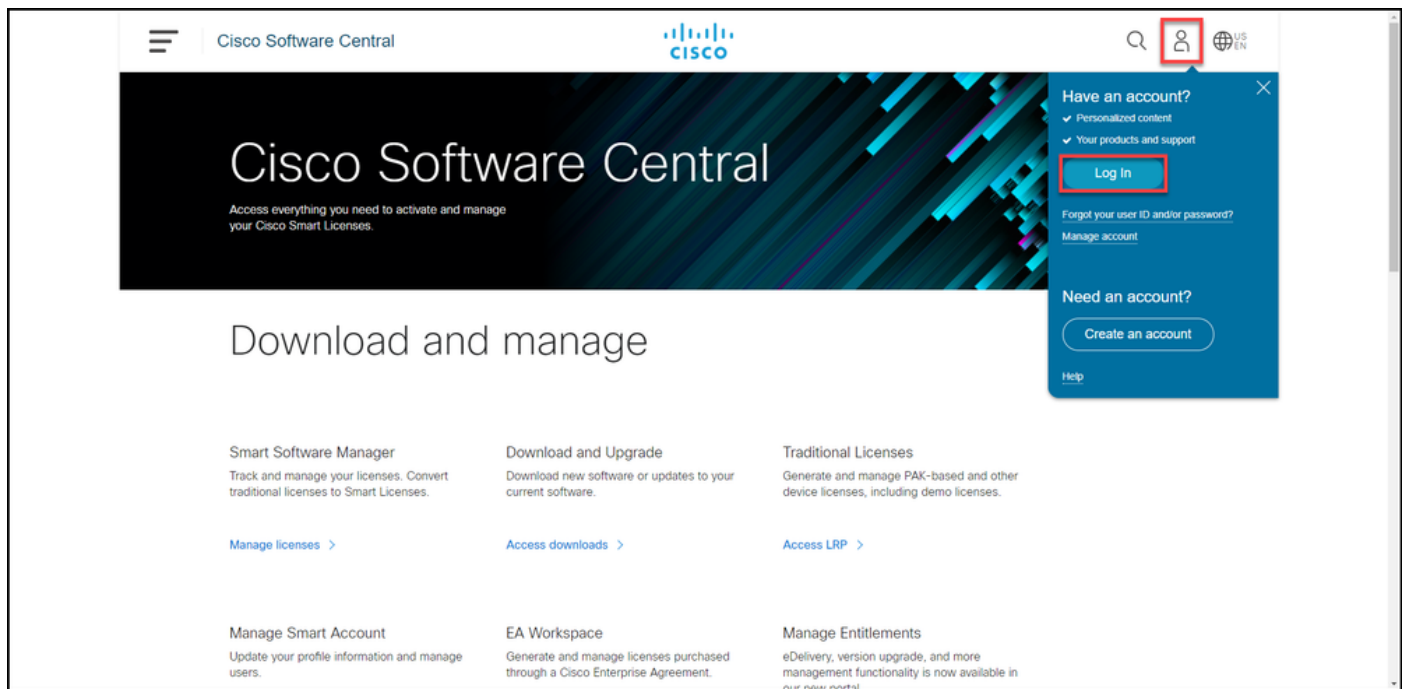 Cisco Software Central
CISCO
US
EN
Cisco Software Central
Access everything you need to activate and manage
your Cisco Smart Licenses.
Have an account?
Personalized content
Your products and support
Log In
Forgot your user ID and/or password?
Manage account
Need an account?
Create an account
Help
Download and manage
Smart Software Manager
Track and manage your licenses. Convert
traditional licenses to Smart Licenses.
Manage licenses
Download and Upgrade
Download new software or updates to your
current software.
Access downloads
Traditional Licenses
Generate and manage PAK-based and other
device licenses, including demo licenses.
Access LRP
Manage Smart Account
Update your profile information and manage
users.
EA Workspace
Generate and manage licenses purchased
through a Cisco Enterprise Agreement.
Manage Entitlements
eDelivery, version upgrade, and more
management functionality is now available in
our new portal